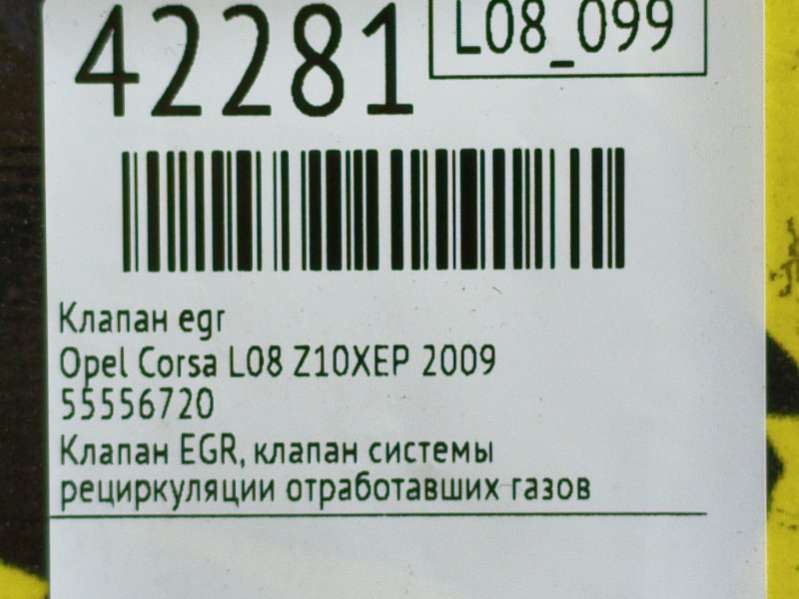 42281
L08_099
Клапан egr
Opel Corsa L08 Z10XEP 2009
55556720
Клапан EGR, клапан системы
рециркуляции отработавших газов